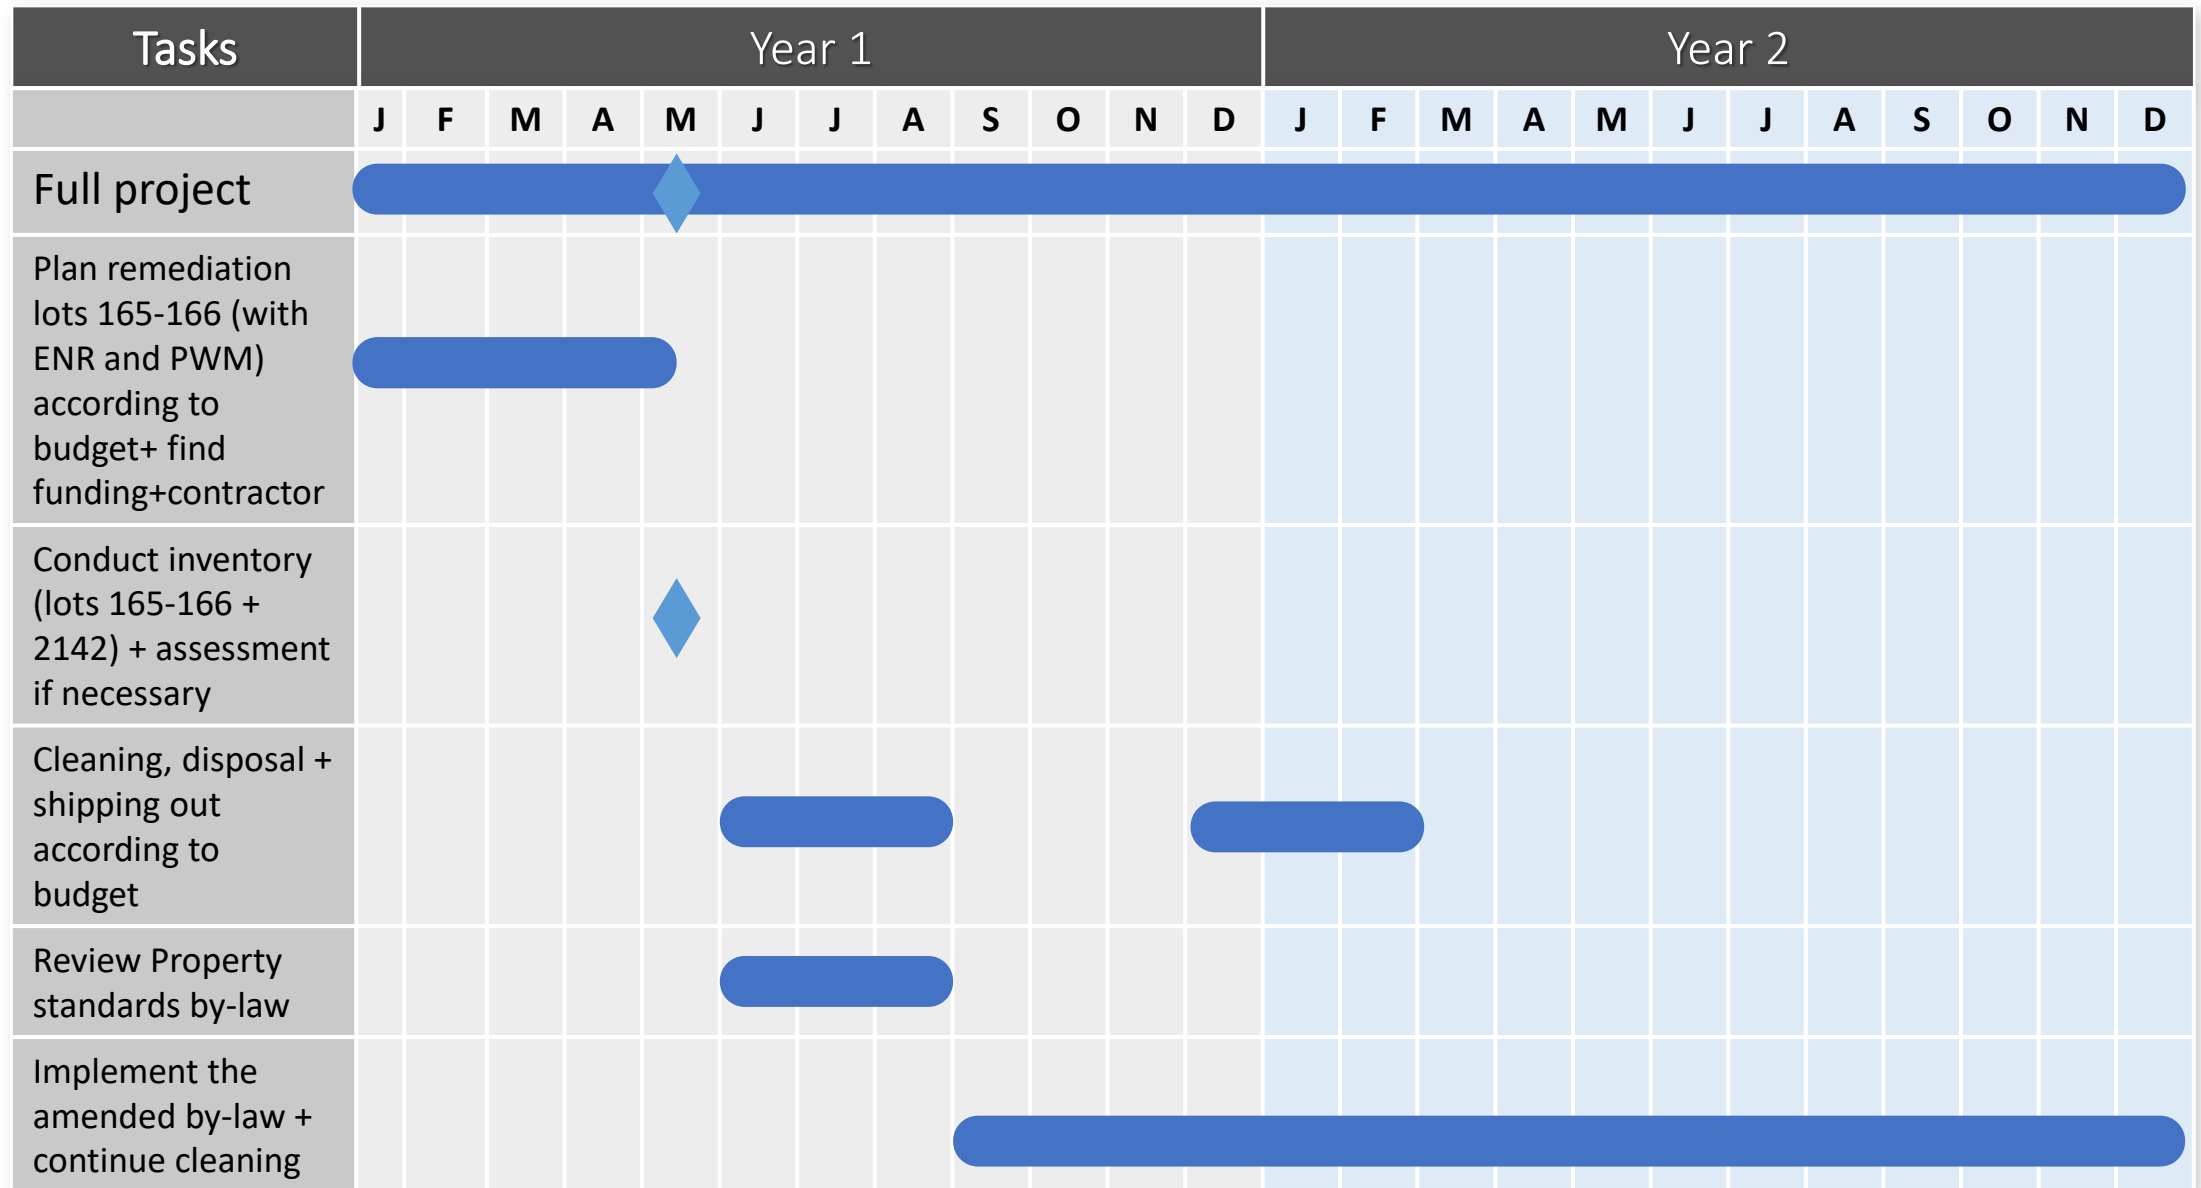 Tasks Year 1 Year 2
J F M A M J J A S O N D J F M A M J J A S O N D
Full project
Plan remediation
lots 165-166 (with
ENR and PWM)
according to
budget+ find
funding+contractor
Conduct inventory
(lots 165-166 +
2142) + assessment
if necessary
Cleaning, disposal +
shipping out
according to
budget
Review Property
standards by-law
Implement the
amended by-law +
continue cleaning